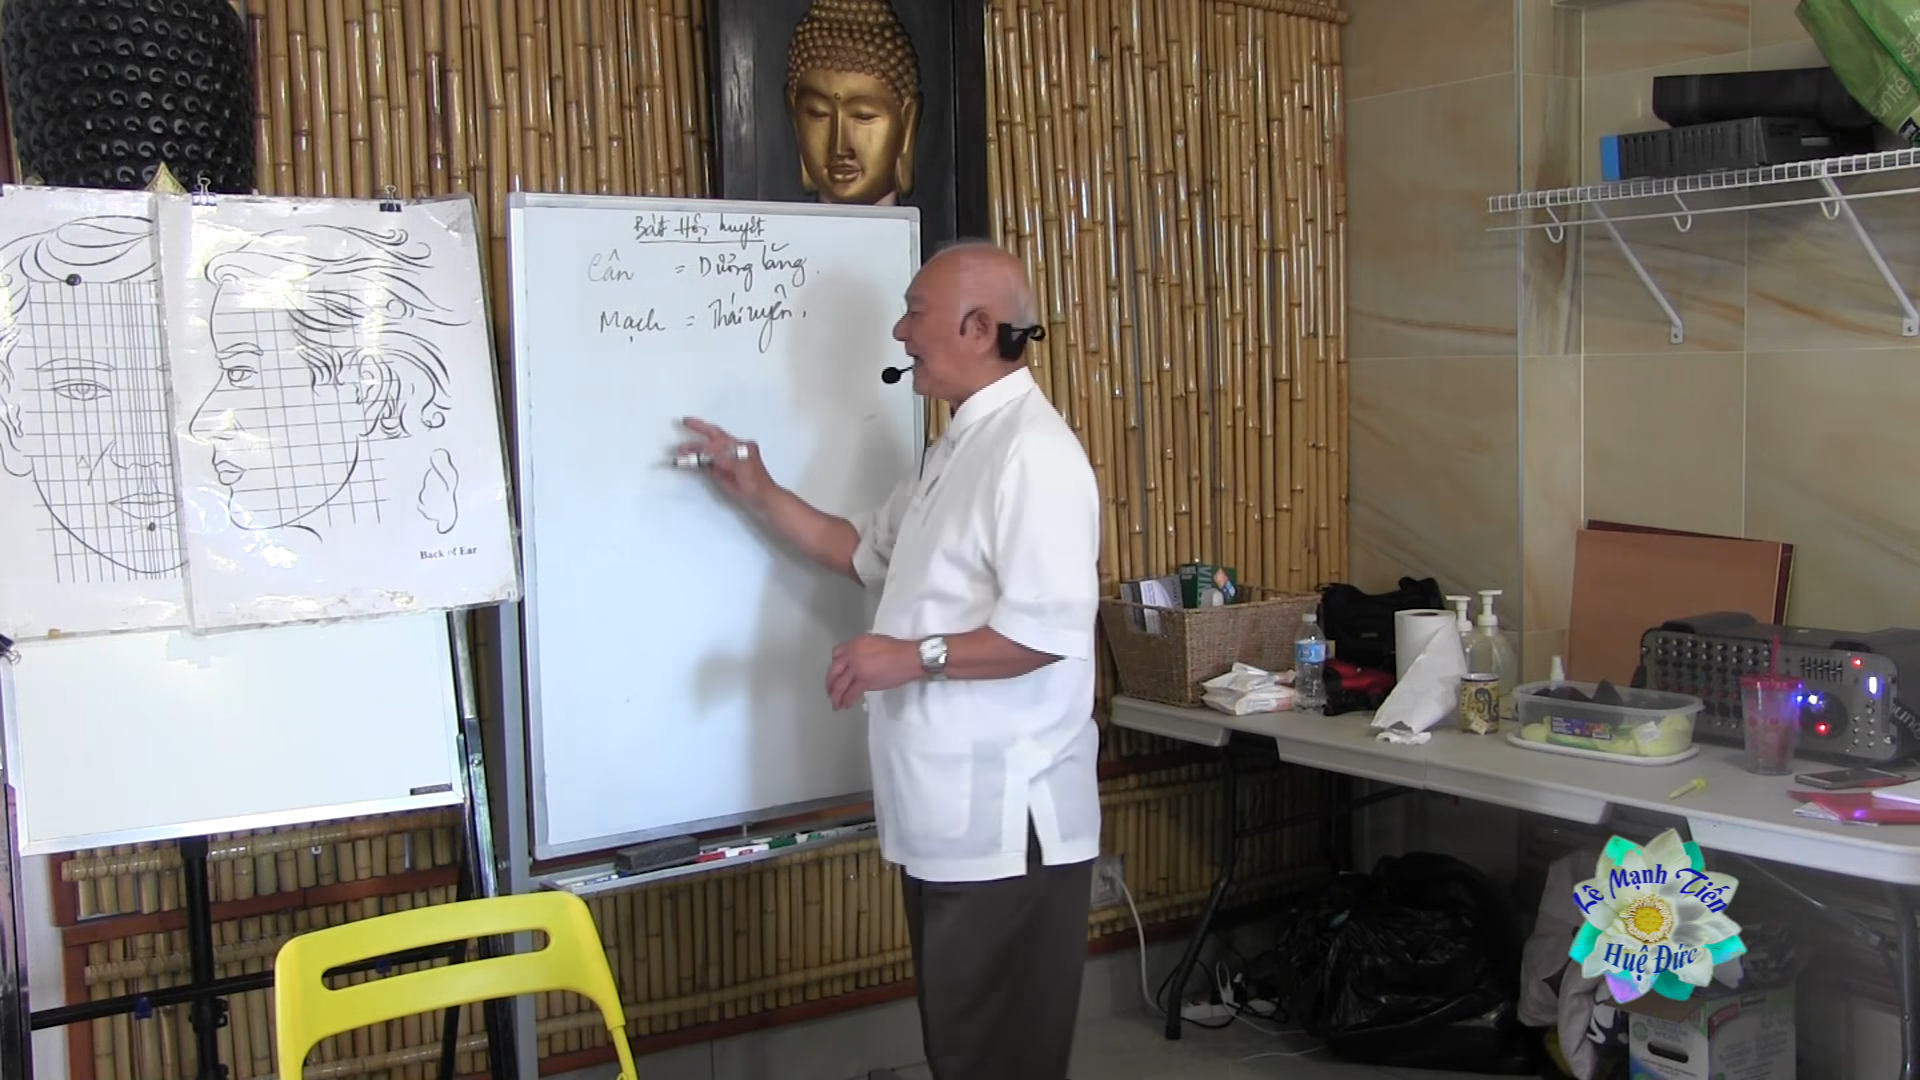 Bát Hội huyệt
Cân = Dương lăng.
Mạch = Thái uyên.
Back of Ear
Lê Mạnh Tiến
Huệ Đức